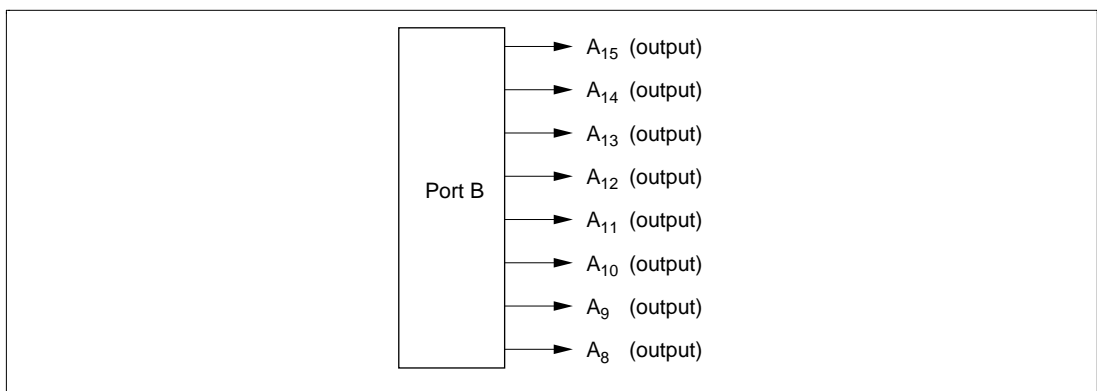 A15 (output)
A14 (output)
A13 (output)
A12 (output)
Port B
A11 (output)
A10 (output)
A9 (output)
A8 (output)